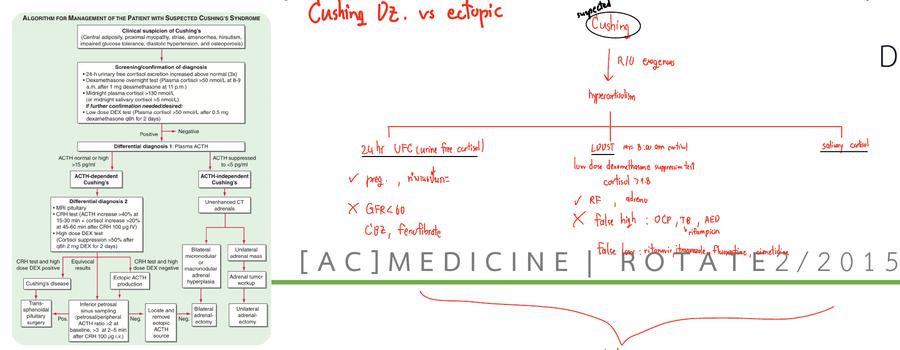 ALGORITHM FOR MANAGEMENT OF THE PATIENT WITH SUSPECTED CUSHING'S SYNDROME
Clinical suspicion of Cushing's
(Central adiposity, proximal myopathy, striae, amenorrhea, hirsutism,
impaired glucose tolerance, diastolic hypertension, and osteoporosis)
Screening/confirmation of diagnosis
• 24-h urinary free cortisol excretion increased above normal (3x)
• Dexamethasone overnight test (Plasma cortisol >50 nmol/L at 8-9
a.m. after 1 mg dexamethasone at 11 p.m.)
• Midnight plasma cortisol >130 nmol/L
(or midnight salivary cortisol >5 nmol/L)
If further confirmation needed/desired:
• Low dose DEX test (Plasma cortisol >50 nmol/L after 0.5 mg
dexamethasone q6h for 2 days)
Positive
Negative
Differential diagnosis 1: Plasma ACTH
ACTH normal or high
>15 pg/ml
ACTH suppressed
to <5 pg/ml
ACTH-dependent
Cushing's
ACTH-independent
Cushing's
Differential diagnosis 2
• MRI pituitary
• CRH test (ACTH increase >40% at
15-30 min + cortisol increase >20%
at 45-60 min after CRH 100 µg IV)
• High dose DEX test
(Cortisol suppression >50% after
q6h 2 mg DEX for 2 days)
Unenhanced CT
adrenals
Bilateral
micronodular
or
macronodular
adrenal
hyperplasia
Unilateral
adrenal mass
Adrenal tumor
workup
CRH test and high
dose DEX positive
Equivocal
results
CRH test and high
dose DEX negative
Cushing's disease
Ectopic ACTH
production
Trans-
sphenoidal
pituitary
surgery
Pos.
Inferior petrosal
sinus sampling
(petrosal/peripheral
ACTH ratio >2 at
baseline, >3 at 2–5 min
after CRH 100 µg i.v.)
Neg.
Locate and
remove
ectopic
ACTH
source
Neg.
Bilateral
adrenal-
ectomy
Unilateral
adrenal-
ectomy
Cushing Dz. vs ectopic
suspected
Cushing
R/O exogenous
hypercortisolism
24 hr UFC (urine free cortisol)
✓ preg.,
✗ GFR<60
CBZ, fenofibrate
LDDST
low dose dexamethasone suppression test
cortisol >1.8
✓ RF, adreno
✗ false high : OCP, TB, AED
rifampicin
false low : ritonavir, fluoxetine, cimetidine
salivary cortisol
D
[AC]MEDICINE | ROTATE2/2015